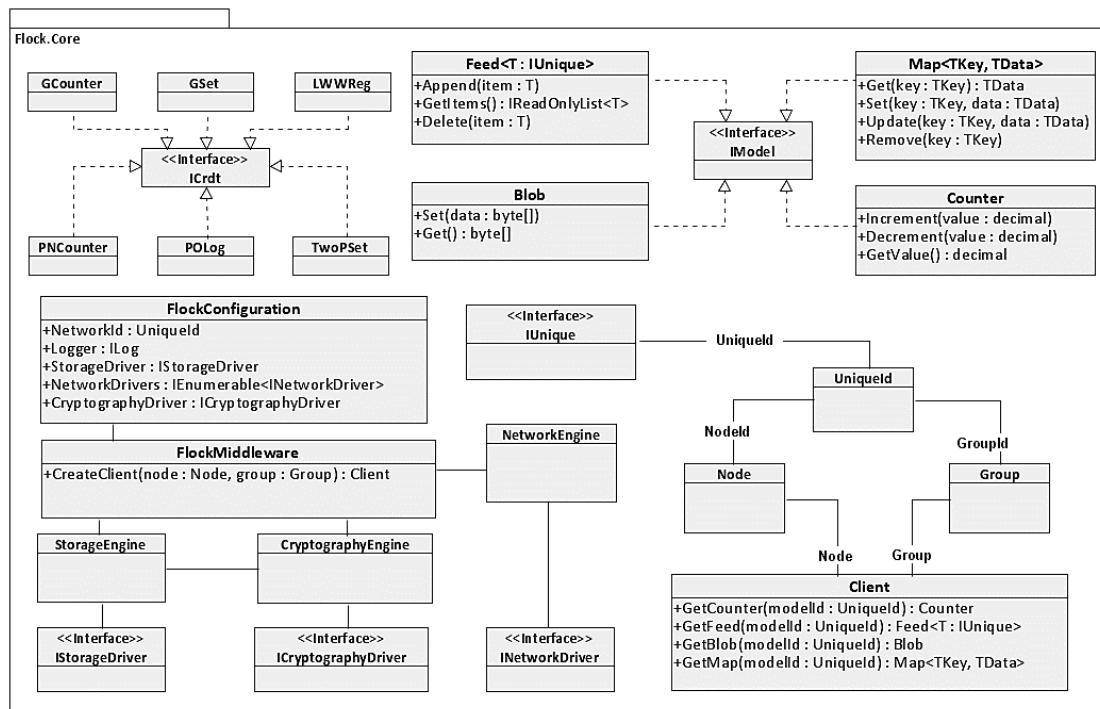 Flock.Core
GCounter
GSet
LWWReg
<<Interface>>
ICrdt
PNCounter
POLog
TwoPSet
Feed<T : IUnique>
+Append(item : T)
+GetItems() : IReadOnlyList<T>
+Delete(item : T)
Map<TKey, TData>
+Get(key : TKey) : TData
+Set(key : TKey, data : TData)
+Update(key : TKey, data : TData)
+Remove(key : TKey)
<<Interface>>
IModel
Blob
+Set(data : byte[])
+Get() : byte[]
Counter
+Increment(value : decimal)
+Decrement(value : decimal)
+GetValue() : decimal
FlockConfiguration
+NetworkId : UniqueId
+Logger : ILog
+StorageDriver : IStorageDriver
+NetworkDrivers : IEnumerable<INetworkDriver>
+CryptographyDriver : ICryptographyDriver
<<Interface>>
IUnique
UniqueId
UniqueId
NodeId
GroupId
Node
Group
Node
Group
FlockMiddleware
+CreateClient(node : Node, group : Group) : Client
NetworkEngine
StorageEngine
CryptographyEngine
<<Interface>>
IStorageDriver
<<Interface>>
ICryptographyDriver
<<Interface>>
INetworkDriver
Client
+GetCounter(modelId : UniqueId) : Counter
+GetFeed(modelId : UniqueId) : Feed<T : IUnique>
+GetBlob(modelId : UniqueId) : Blob
+GetMap(modelId : UniqueId) : Map<TKey, TData>